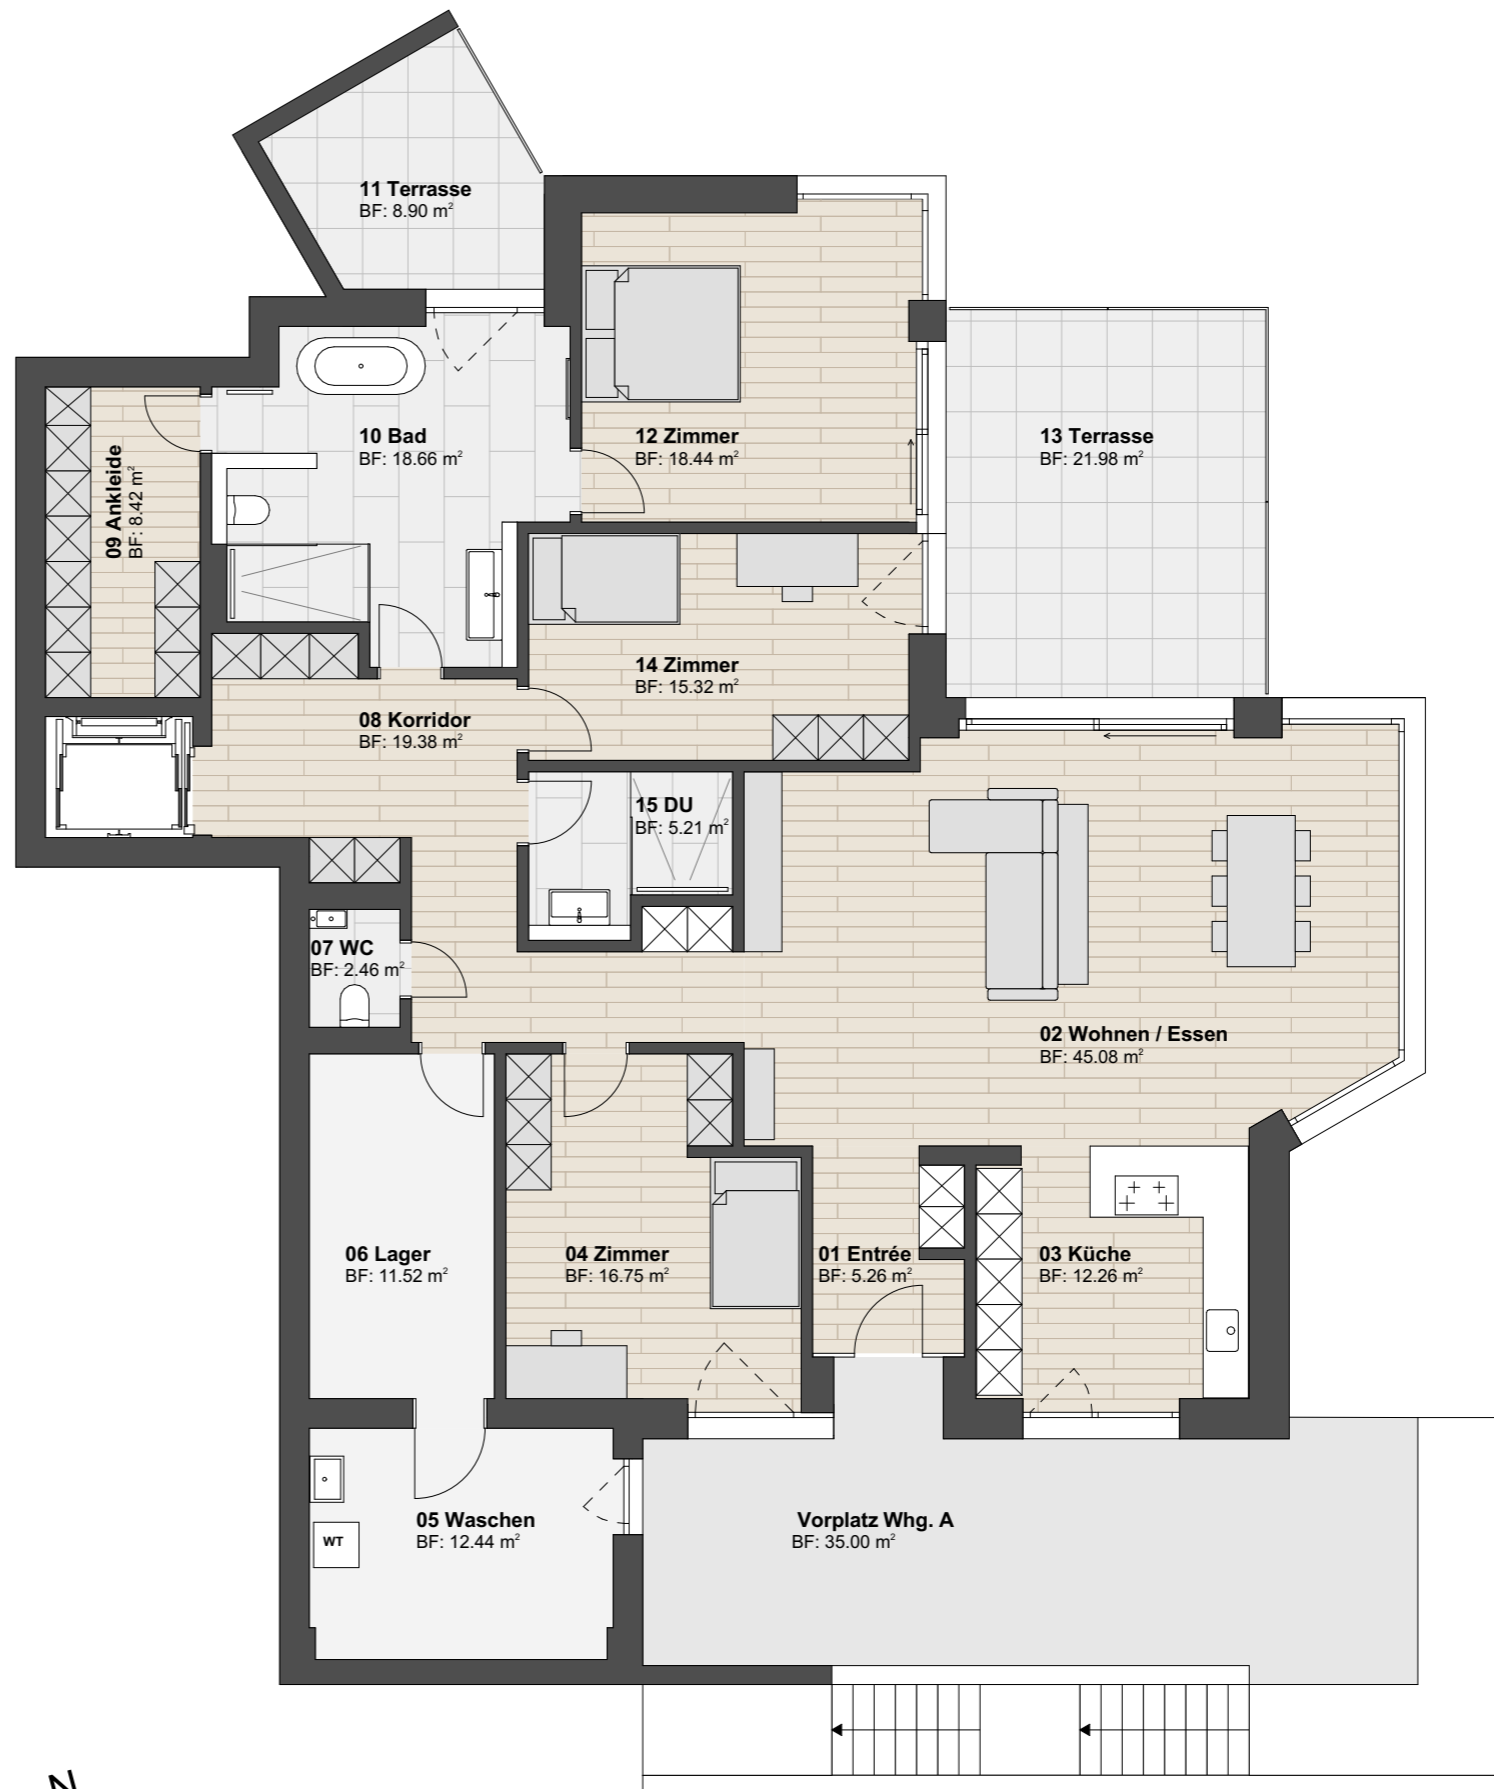 11 Terrasse
BF: 8.90 m²
10 Bad
BF: 18.66 m²
12 Zimmer
BF: 18.44 m²
13 Terrasse
BF: 21.98 m²
09 Ankleide
BF: 8.42 m²
14 Zimmer
BF: 15.32 m²
08 Korridor
BF: 19.38 m²
15 DU
BF: 5.21 m²
07 WC
BF: 2.46 m²
02 Wohnen / Essen
BF: 45.08 m²
06 Lager
BF: 11.52 m²
04 Zimmer
BF: 16.75 m²
01 Entrée
BF: 5.26 m²
03 Küche
BF: 12.26 m²
05 Waschen
BF: 12.44 m²
WT
Vorplatz Whg. A
BF: 35.00 m²
N